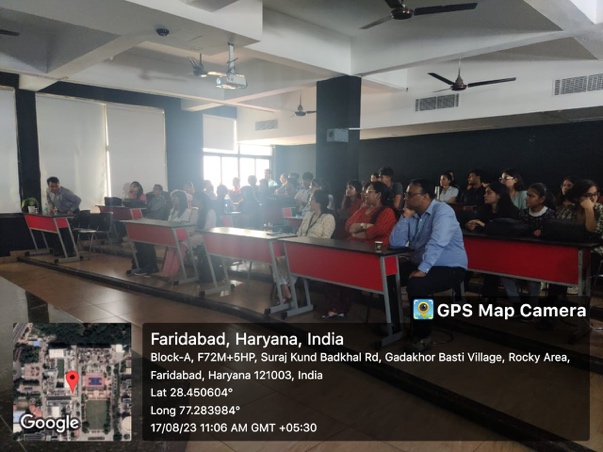 GPS Map Camera
Faridabad, Haryana, India
Block-A, F72M+5HP, Suraj Kund Badkhal Rd, Gadakhor Basti Village, Rocky Area,
Faridabad, Haryana 121003, India
Lat 28.450604°
Long 77.283984°
17/08/23 11:06 AM GMT +05:30
Google